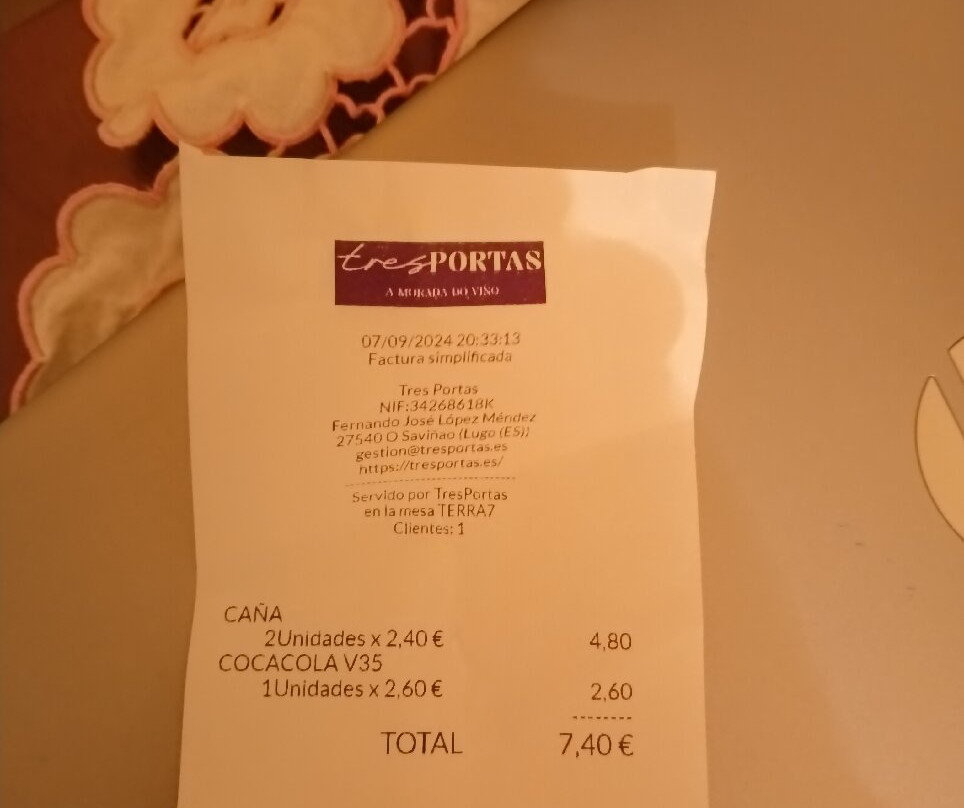 tresPORTAS
A MORADA DO VIÑO
07/09/2024 20:33:13
Factura simplificada
Tres Portas
NIF:34268618K
Fernando José López Méndez
27540 O Saviñao (Lugo (ES))
gestion@tresportas.es
https://tresportas.es/
Servido por TresPortas
en la mesa TERRA7
Clientes: 1
CAÑA
2Unidades x 2,40 € 4,80
COCACOLA V35
1Unidades x 2,60 € 2,60
TOTAL 7,40 €